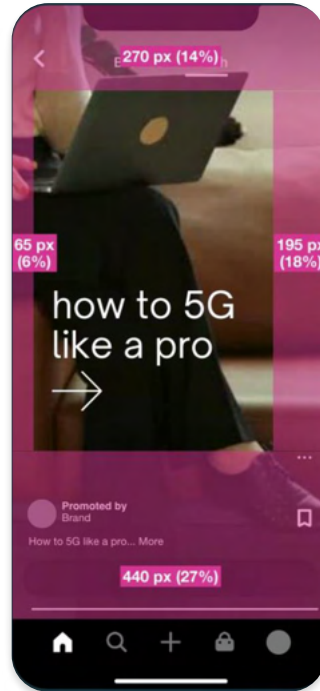 270 px (14%)
65 px
(6%)
195 px
(18%)
how to 5G
like a pro
Promoted by
Brand
How to 5G like a pro... More
440 px (27%)